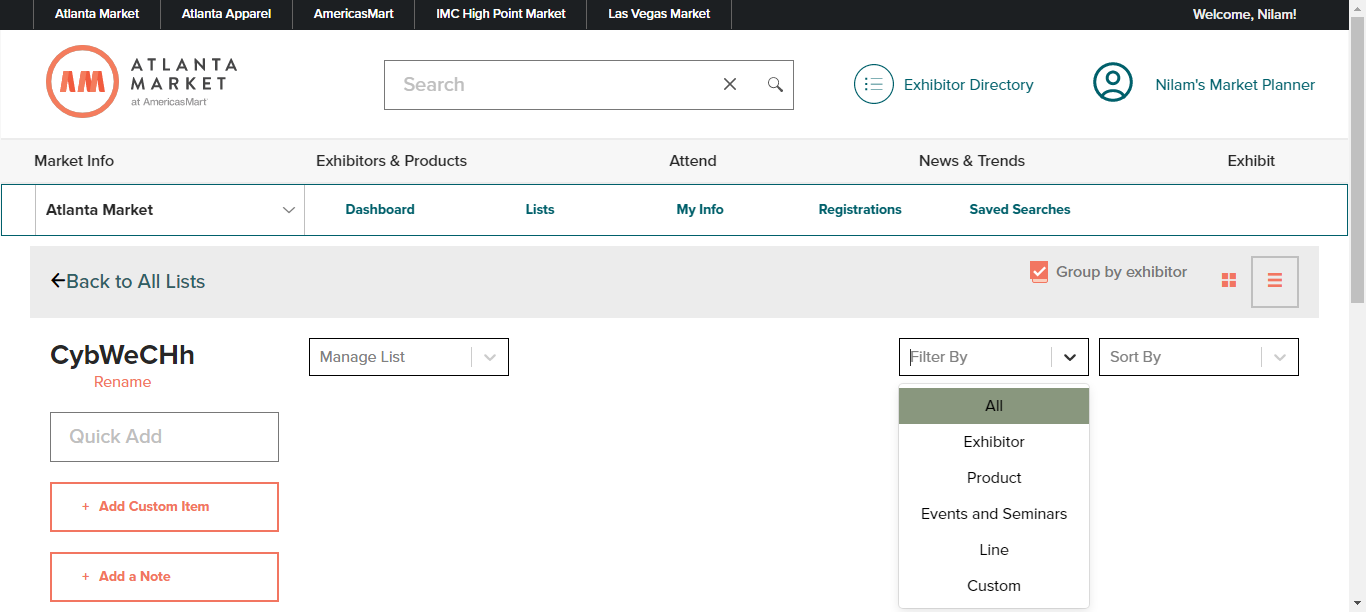 Atlanta Market Atlanta Apparel AmericasMart IMC High Point Market Las Vegas Market Welcome, Nilam!
AM
ATLANTA
MARKET
at AmericasMart®
Search
Exhibitor Directory
Nilam's Market Planner
Market Info Exhibitors & Products Attend News & Trends Exhibit
Atlanta Market Dashboard Lists My Info Registrations Saved Searches
Back to All Lists Group by exhibitor
CybWeCHh Manage List Filter By Sort By
Rename
All
Quick Add
Exhibitor
Product
+ Add Custom Item
Events and Seminars
Line
+ Add a Note
Custom